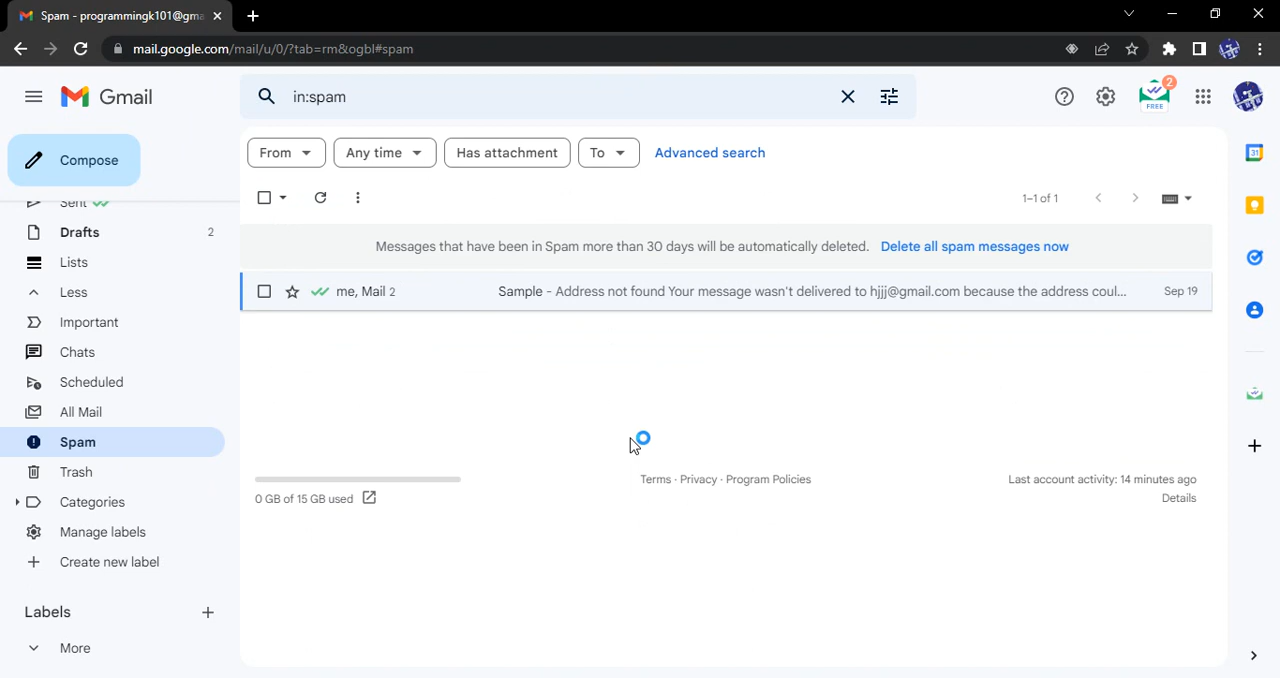 Spam - programmingk101@gma
mail.google.com/mail/u/0/?tab=rm&ogbl#spam
Gmail
in:spam
2
FREE
Compose
From
Any time
Has attachment
To
Advanced search
1–1 of 1
Sent
Drafts 2
Lists
Less
Important
Chats
Scheduled
All Mail
Spam
Trash
Categories
Manage labels
Create new label
Labels
More
Messages that have been in Spam more than 30 days will be automatically deleted. Delete all spam messages now
me, Mail 2 Sample - Address not found Your message wasn't delivered to hjjj@gmail.com because the address coul... Sep 19
0 GB of 15 GB used
Terms · Privacy · Program Policies
Last account activity: 14 minutes ago
Details
31